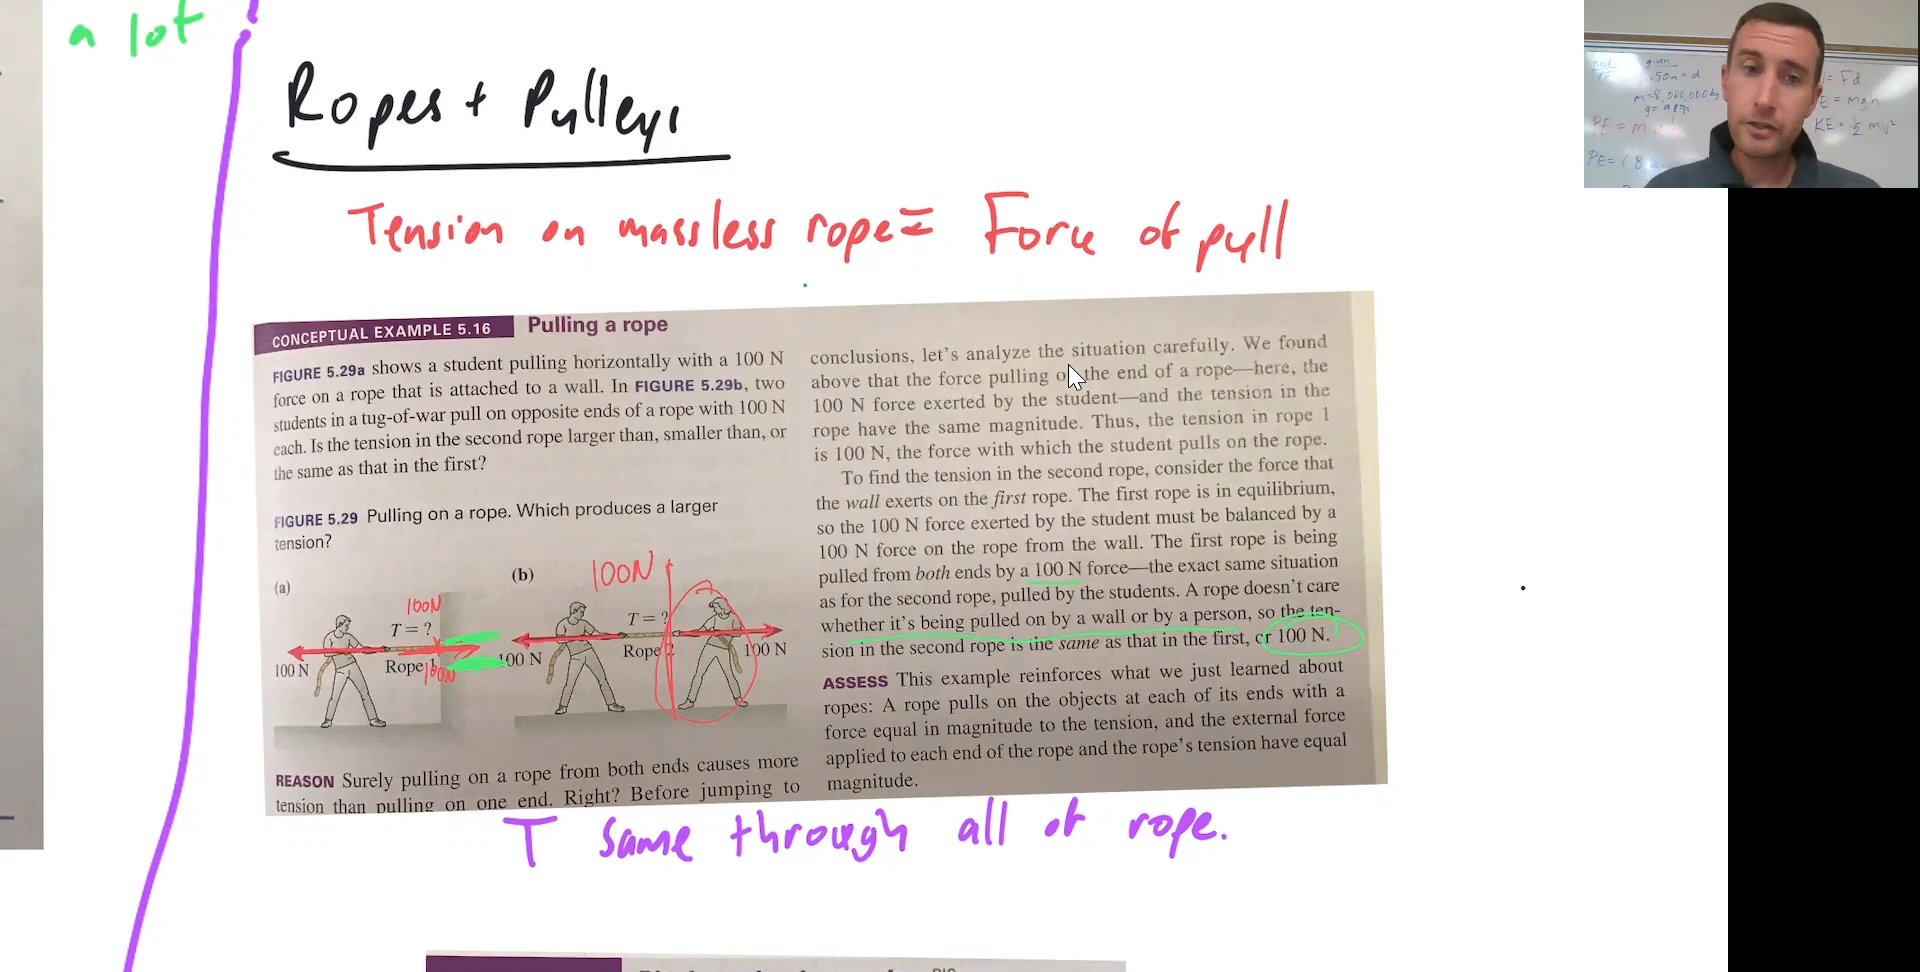 a lot
Ropes + Pulleys
Tension on massless rope = Force of pull
CONCEPTUAL EXAMPLE 5.16 Pulling a rope
FIGURE 5.29a shows a student pulling horizontally with a 100 N
force on a rope that is attached to a wall. In FIGURE 5.29b, two
students in a tug-of-war pull on opposite ends of a rope with 100 N
each. Is the tension in the second rope larger than, smaller than, or
the same as that in the first?
FIGURE 5.29 Pulling on a rope. Which produces a larger
tension?
(a)
100N
T = ?
100 N
Rope 1
100N
(b)
100N
T = ?
100 N
Rope 2
100 N
REASON Surely pulling on a rope from both ends causes more
tension than pulling on one end. Right? Before jumping to
conclusions, let's analyze the situation carefully. We found
above that the force pulling on the end of a rope—here, the
100 N force exerted by the student—and the tension in the
rope have the same magnitude. Thus, the tension in rope 1
is 100 N, the force with which the student pulls on the rope.
To find the tension in the second rope, consider the force that
the wall exerts on the first rope. The first rope is in equilibrium,
so the 100 N force exerted by the student must be balanced by a
100 N force on the rope from the wall. The first rope is being
pulled from both ends by a 100 N force—the exact same situation
as for the second rope, pulled by the students. A rope doesn't care
whether it's being pulled on by a wall or by a person, so the ten-
sion in the second rope is the same as that in the first, or 100 N.
ASSESS This example reinforces what we just learned about
ropes: A rope pulls on the objects at each of its ends with a
force equal in magnitude to the tension, and the external force
applied to each end of the rope and the rope's tension have equal
magnitude.
T same through all of rope.
need
given
PE
=50m = d
m=8,000,000kg
PE = m
= Fd
E = mgh
KE = ½ mv²
PE= (8